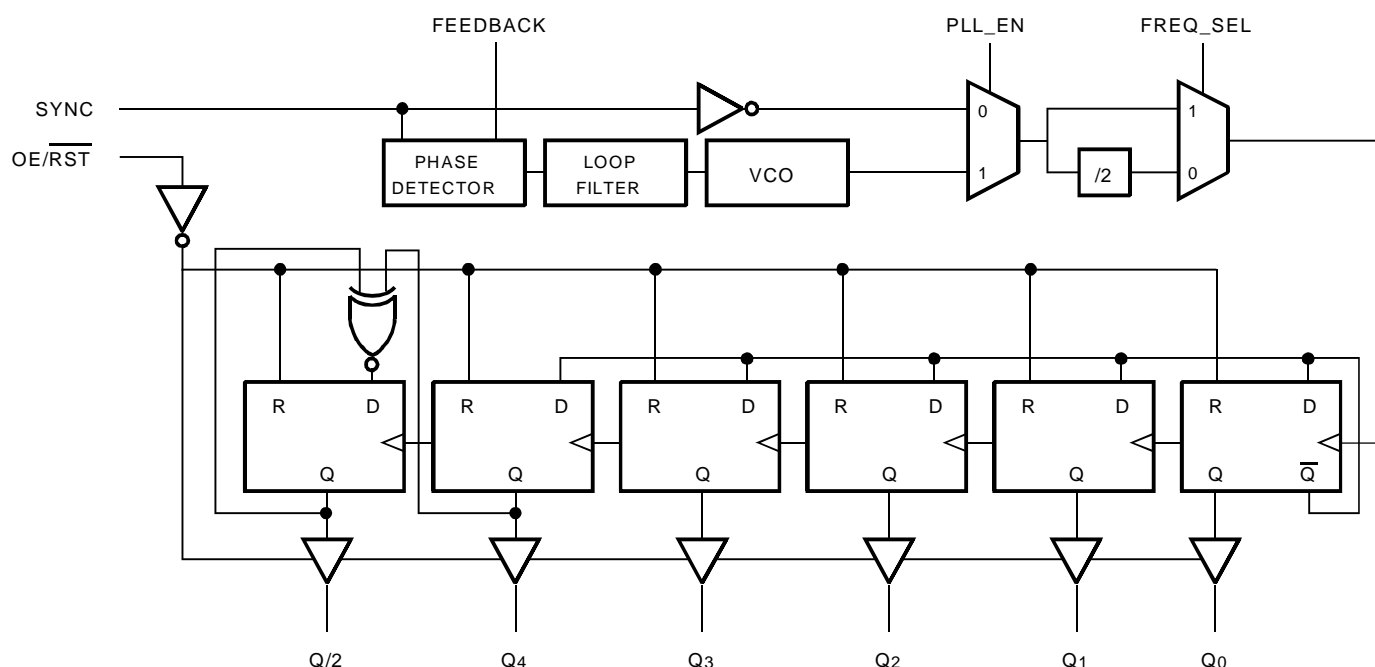 FEEDBACK
PLL_EN
FREQ_SEL
SYNC
0
1
OE/RST
PHASE
DETECTOR
LOOP
FILTER
VCO
1
/2
0
R D
R D
R D
R D
R D
R D
Q
Q
Q
Q
Q
Q Q
Q/2
Q4
Q3
Q2
Q1
Q0